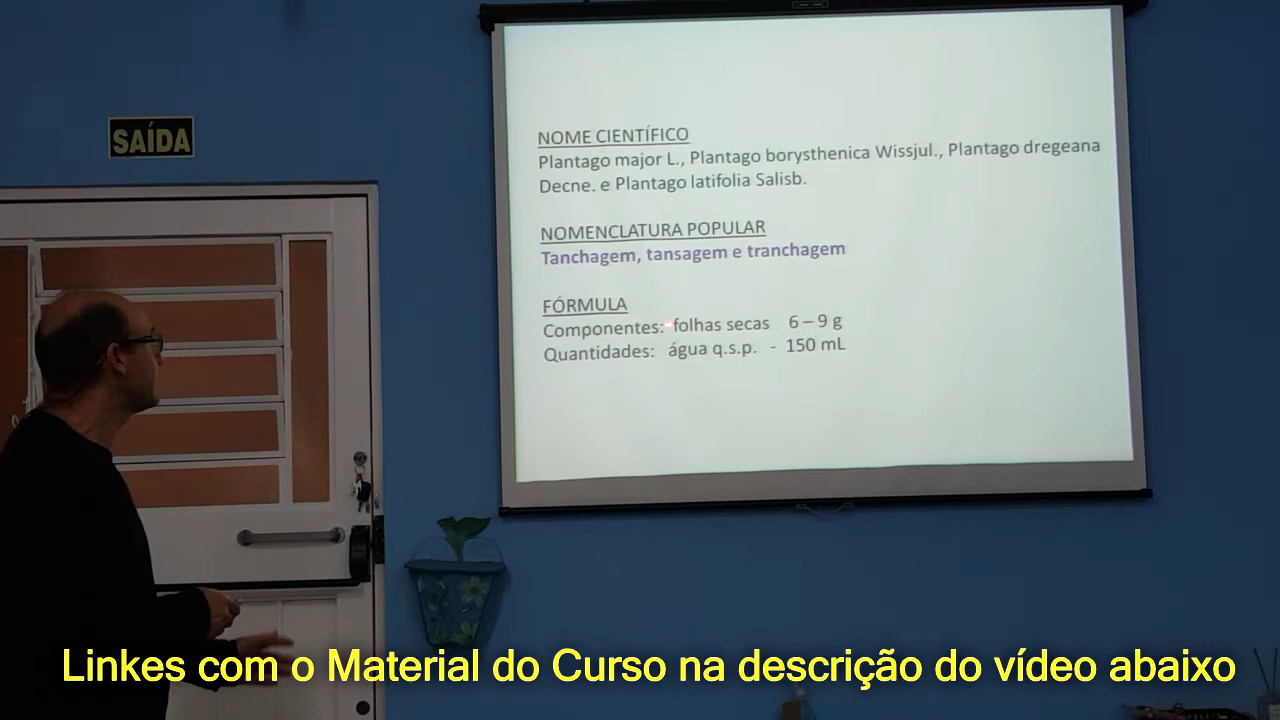 SAÍDA
NOME CIENTÍFICO
Plantago major L., Plantago borysthenica Wissjul., Plantago dregeana
Decne. e Plantago latifolia Salisb.
NOMENCLATURA POPULAR
Tanchagem, tansagem e tranchagem
FÓRMULA
Componentes: folhas secas 6 – 9 g
Quantidades: água q.s.p. - 150 mL
Linkes com o Material do Curso na descrição do vídeo abaixo